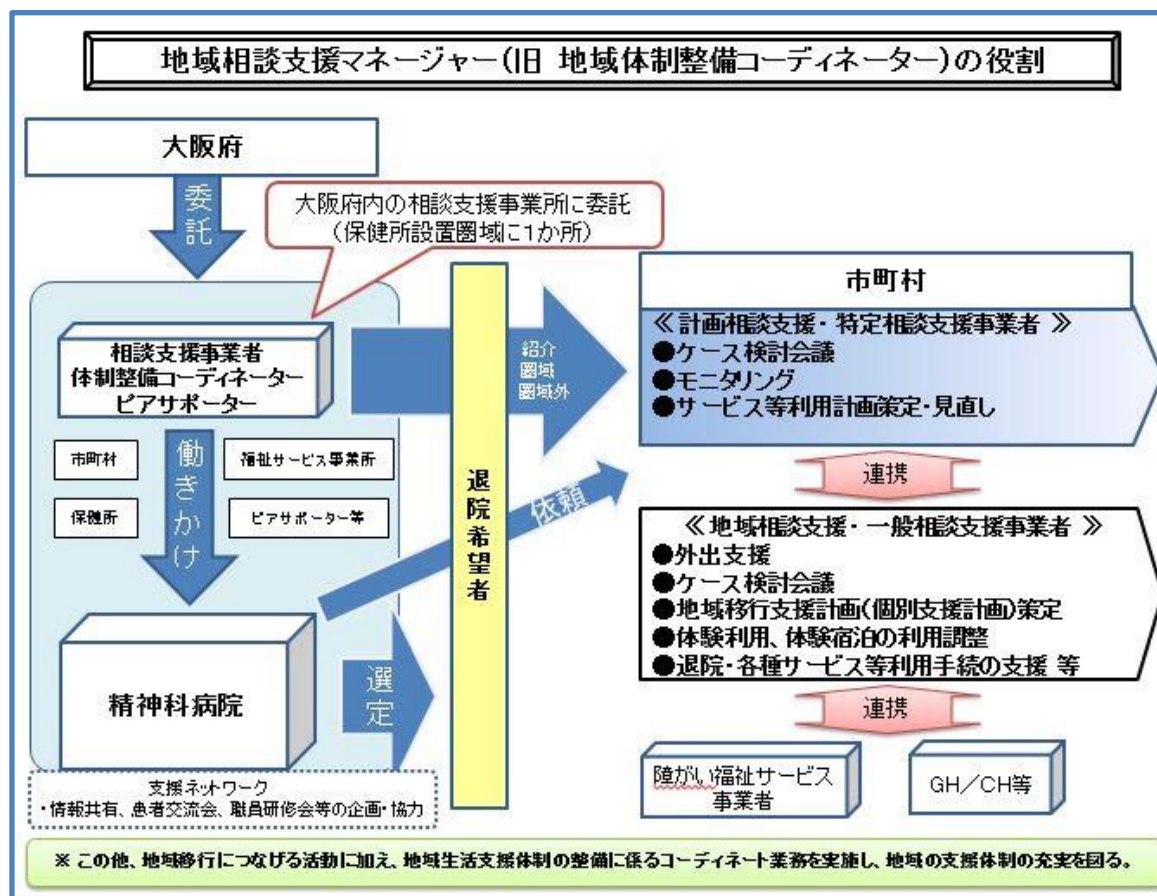 地域相談支援マネージャー(旧 地域体制整備コーディネーター)の役割
大阪府
委託
大阪府内の相談支援事業所に委託
(保健所設置圏域に1か所)
相談支援事業者
体制整備コーディネーター
ピアサポーター
市町村
福祉サービス事業所
保健所
ピアサポーター等
働きかけ
精神科病院
選定
支援ネットワーク
・情報共有、患者交流会、職員研修会等の企画・協力
退院希望者
紹介
圏域
圏域外
依頼
市町村
≪計画相談支援・特定相談支援事業者 ≫
●ケース検討会議
●モニタリング
●サービス等利用計画策定・見直し
連携
≪地域相談支援・一般相談支援事業者 ≫
●外出支援
●ケース検討会議
●地域移行支援計画(個別支援計画)策定
●体験利用、体験宿泊の利用調整
●退院・各種サービス等利用手続の支援 等
連携
障がい福祉サービス
事業者
GH/CH等
※ この他、地域移行につなげる活動に加え、地域生活支援体制の整備に係るコーディネート業務を実施し、地域の支援体制の充実を図る。